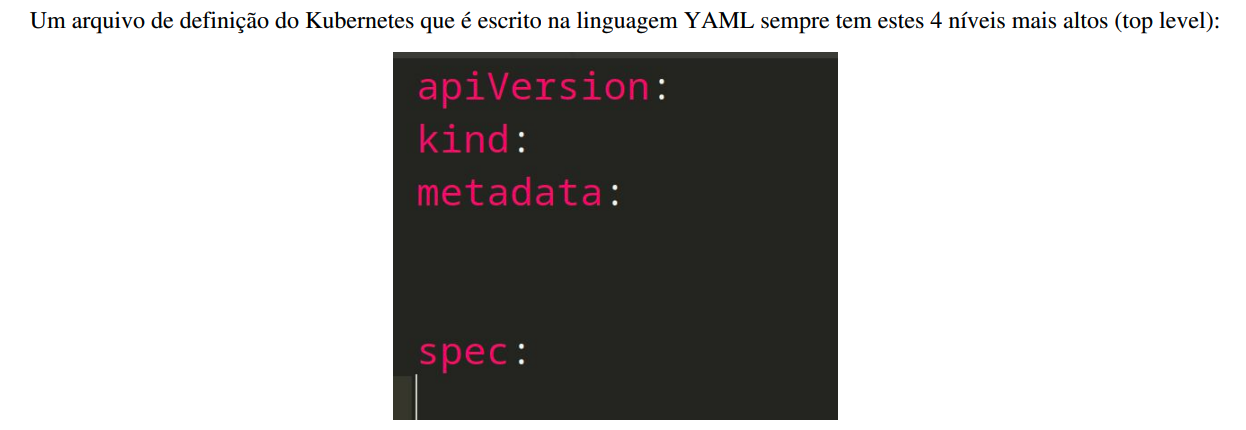 Um arquivo de definição do Kubernetes que é escrito na linguagem YAML sempre tem estes 4 níveis mais altos (top level):
apiVersion:
kind:
metadata:
spec: